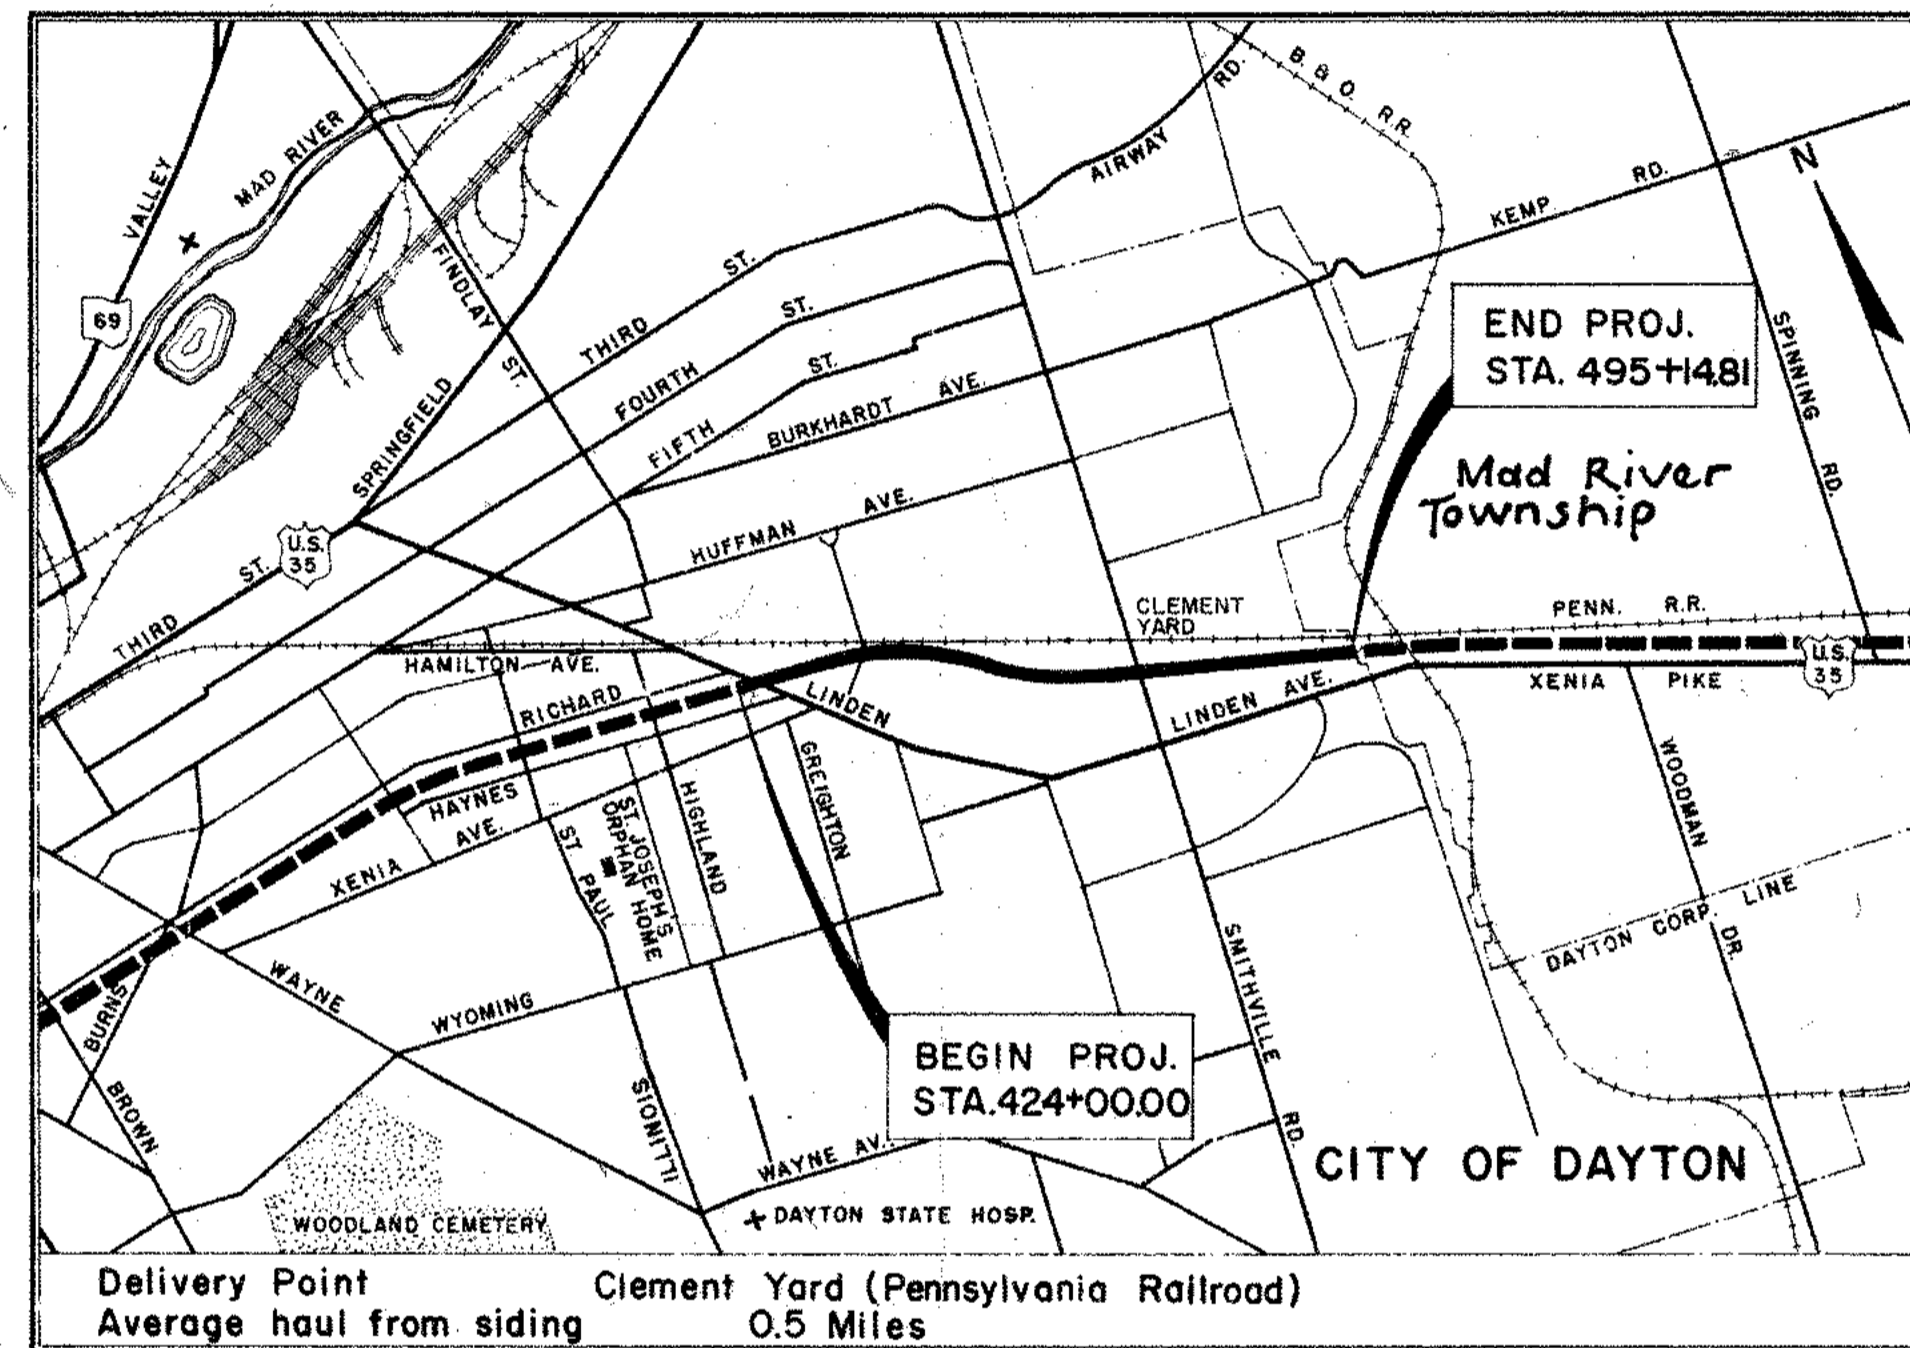 B. & O. R.R.
RD.
AIRWAY
VALLEY
MAD RIVER
N
KEMP RD.
FINDLAY ST.
69
THIRD ST.
FOURTH ST.
FIFTH ST.
SPRINGFIELD
BURKHARDT AVE.
END PROJ.
STA. 495+14.81
SPINNING RD.
Mad River
Township
HUFFMAN AVE.
U.S.
35
THIRD ST.
CLEMENT
YARD
PENN. R.R.
HAMILTON AVE.
RICHARD
LINDEN
LINDEN AVE.
XENIA PIKE
U.S.
35
HAYNES
XENIA AVE.
ST PAUL
ST. JOSEPH'S
ORPHAN HOME
HIGHLAND
GREIGHTON
WOODMAN DR.
DAYTON CORP. LINE
SMITHVILLE RD.
WAYNE
WYOMING
BURNS
BROWN
ILLINOIS
BEGIN PROJ.
STA.424+00.00
WAYNE AV.
CITY OF DAYTON
WOODLAND CEMETERY
DAYTON STATE HOSP.
Delivery Point Clement Yard (Pennsylvania Railroad)
Average haul from siding 0.5 Miles